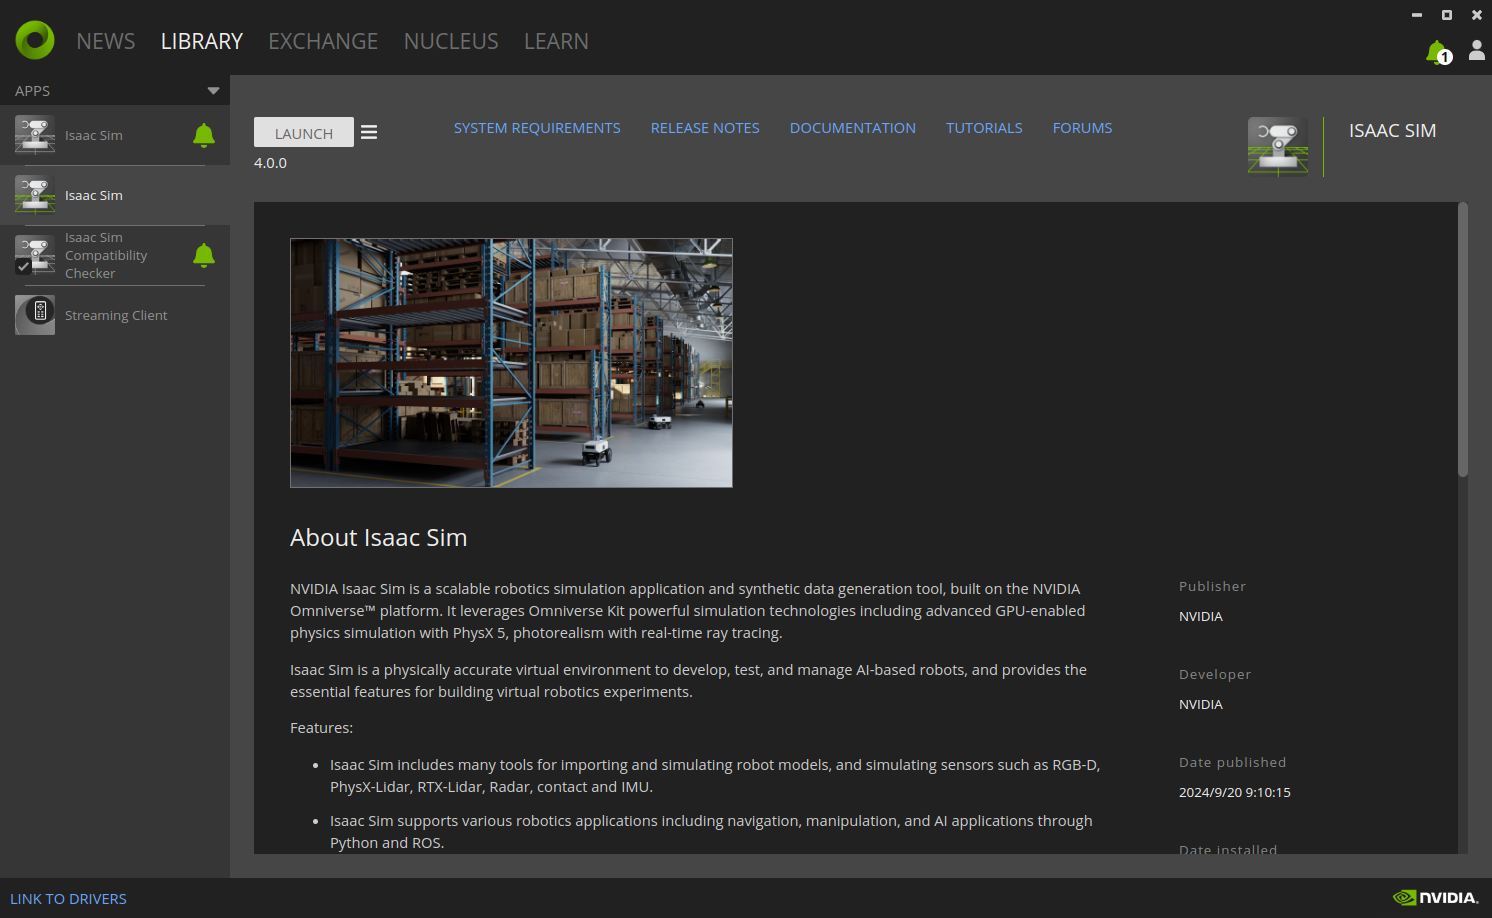 NEWS LIBRARY EXCHANGE NUCLEUS LEARN
1
APPS
Isaac Sim
Isaac Sim
Isaac Sim
Compatibility
Checker
Streaming Client
LAUNCH
4.0.0
SYSTEM REQUIREMENTS RELEASE NOTES DOCUMENTATION TUTORIALS FORUMS
ISAAC SIM
About Isaac Sim
NVIDIA Isaac Sim is a scalable robotics simulation application and synthetic data generation tool, built on the NVIDIA
Omniverse™ platform. It leverages Omniverse Kit powerful simulation technologies including advanced GPU-enabled
physics simulation with PhysX 5, photorealism with real-time ray tracing.
Isaac Sim is a physically accurate virtual environment to develop, test, and manage AI-based robots, and provides the
essential features for building virtual robotics experiments.
Features:
• Isaac Sim includes many tools for importing and simulating robot models, and simulating sensors such as RGB-D,
PhysX-Lidar, RTX-Lidar, Radar, contact and IMU.
• Isaac Sim supports various robotics applications including navigation, manipulation, and AI applications through
Python and ROS.
Publisher
NVIDIA
Developer
NVIDIA
Date published
2024/9/20 9:10:15
Date installed
LINK TO DRIVERS
NVIDIA.